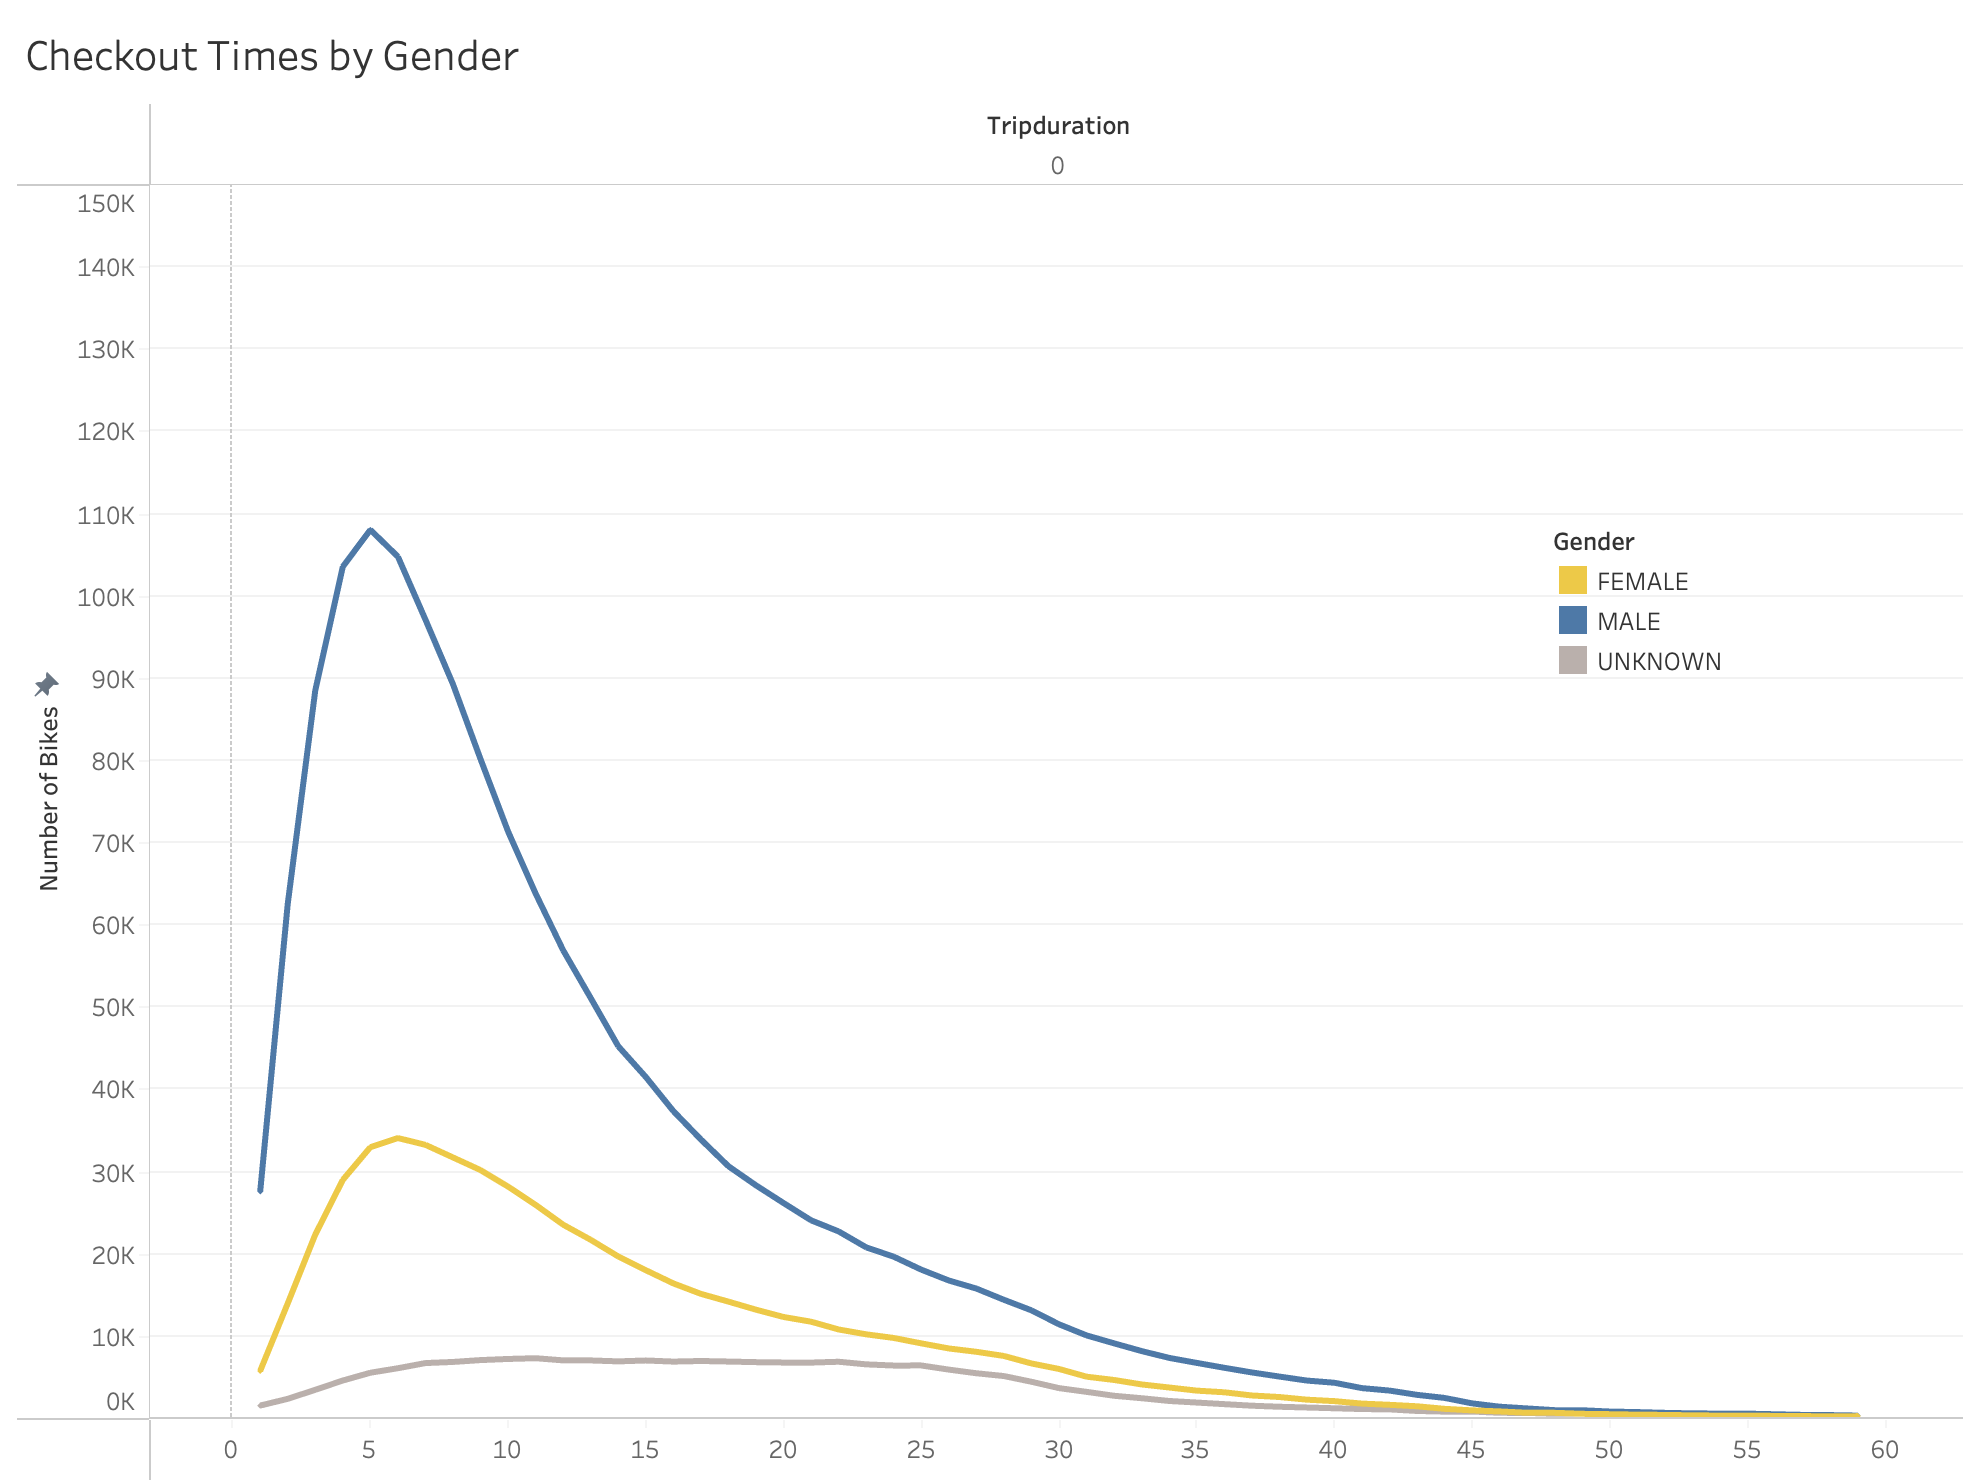 Checkout Times by Gender
Tripduration
0
150K
140K
130K
120K
110K
100K
90K
80K
70K
60K
50K
40K
30K
20K
10K
0K
Number of Bikes
Gender
FEMALE
MALE
UNKNOWN
0 5 10 15 20 25 30 35 40 45 50 55 60